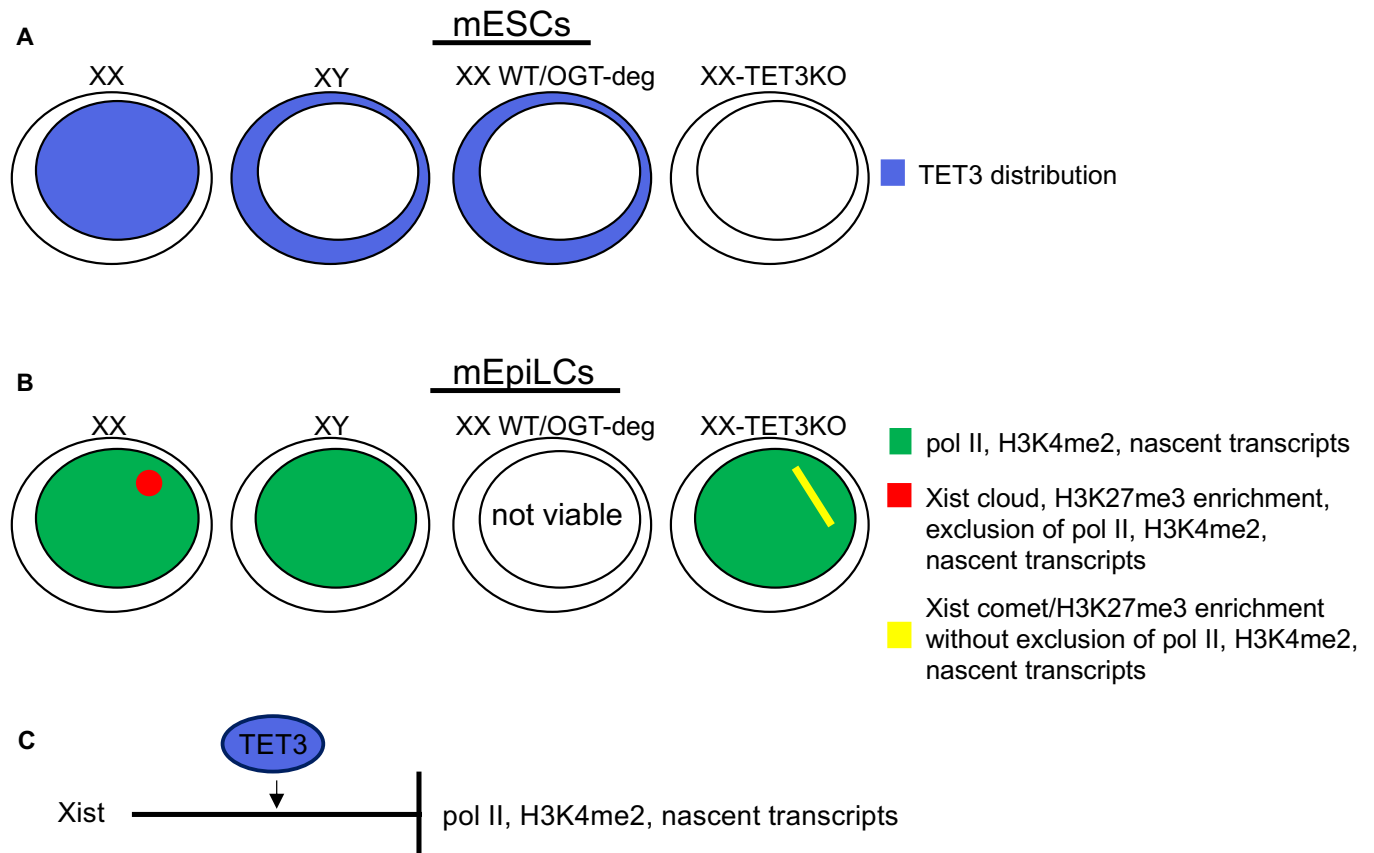 A
mESCs
XX
XY
XX WT/OGT-deg
XX-TET3KO
TET3 distribution
B
mEpiLCs
XX
XY
XX WT/OGT-deg
XX-TET3KO
not viable
pol II, H3K4me2, nascent transcripts
Xist cloud, H3K27me3 enrichment,
exclusion of pol II, H3K4me2,
nascent transcripts
Xist comet/H3K27me3 enrichment
without exclusion of pol II, H3K4me2,
nascent transcripts
C
TET3
Xist
pol II, H3K4me2, nascent transcripts